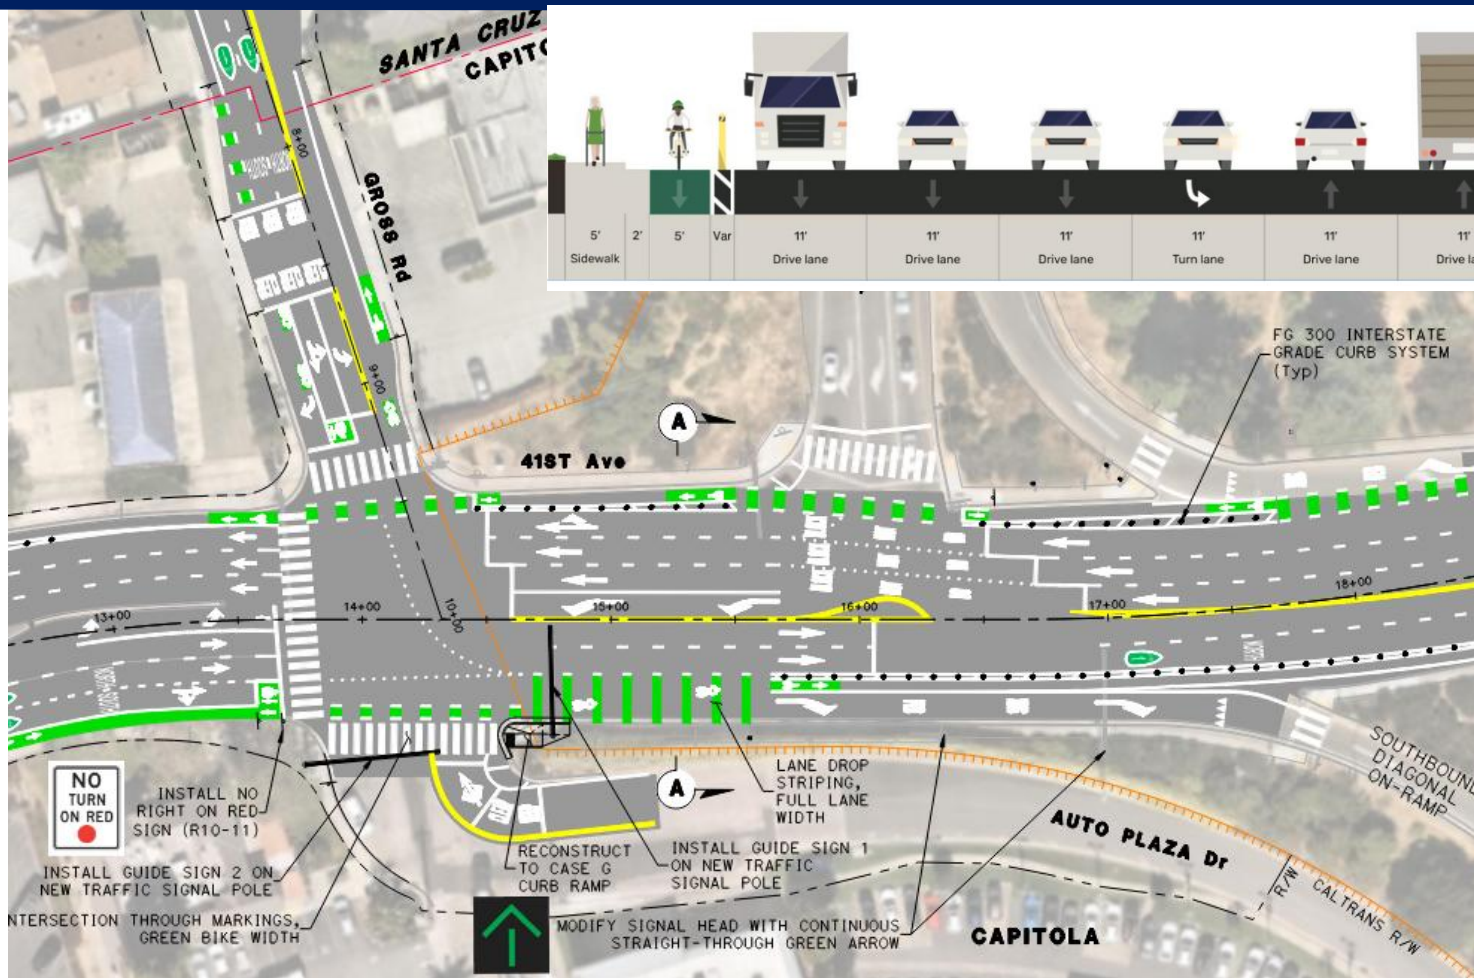 SANTA CRUZ
CAPITO
5'
2'
5'
Var
11'
11'
11'
11'
11'
11'
Sidewalk
Drive lane
Drive lane
Drive lane
Turn lane
Drive lane
Drive la
8+00
GROSS Rd
9+00
FG 300 INTERSTATE
GRADE CURB SYSTEM
(Typ)
A
41ST Ave
13+00
14+00
10+00
15+00
16+00
17+00
18+00
NO
TURN
ON RED
INSTALL NO
RIGHT ON RED
SIGN (R10-11)
INSTALL GUIDE SIGN 2 ON
NEW TRAFFIC SIGNAL POLE
NTERSECTION THROUGH MARKINGS,
GREEN BIKE WIDTH
RECONSTRUCT
TO CASE G
CURB RAMP
INSTALL GUIDE SIGN 1
ON NEW TRAFFIC
SIGNAL POLE
A
LANE DROP
STRIPING,
FULL LANE
WIDTH
MODIFY SIGNAL HEAD WITH CONTINUOUS
STRAIGHT-THROUGH GREEN ARROW
AUTO PLAZA Dr
CAPITOLA
SOUTHBOUND
DIAGONAL
ON-RAMP
R/W
CALTRANS R/W